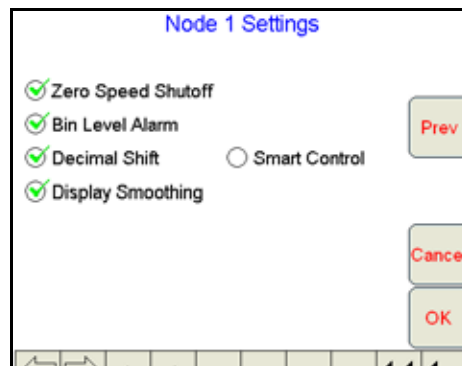 Node 1 Settings
Zero Speed Shutoff
Bin Level Alarm
Prev
Decimal Shift
Smart Control
Display Smoothing
Cance
OK